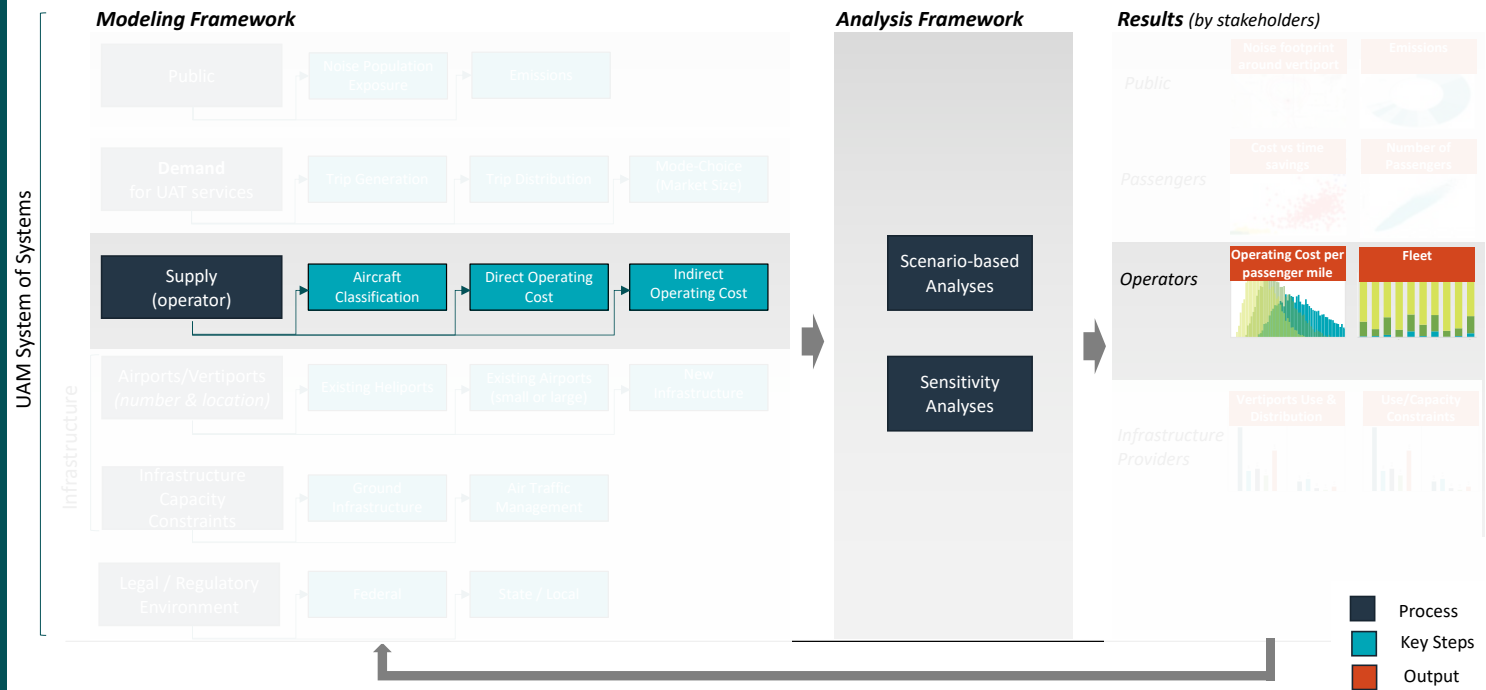 Modeling Framework
Analysis Framework
Results (by stakeholders)
UAM System of Systems
Public
Noise Population
Exposure
Emissions
Demand
for UAT services
Trip Generation
Trip Distribution
Mode-Choice
(Market Size)
Supply
(operator)
Aircraft
Classification
Direct Operating
Cost
Indirect
Operating Cost
Infrastructure
Airports/Vertiports
(number & location)
Existing Heliports
Existing Airports
(small or large)
New
Infrastructure
Infrastructure
Capacity
Constraints
Ground
Infrastructure
Air Traffic
Management
Legal / Regulatory
Environment
Federal
State / Local
Scenario-based
Analyses
Sensitivity
Analyses
Public
Noise footprint
around vertiport
Emissions
Passengers
Cost vs time
savings
Number of
Passengers
Operators
Operating Cost per
passenger mile
Fleet
Infrastructure
Providers
Vertiports Use &
Distribution
Use/Capacity
Constraints
Process
Key Steps
Output